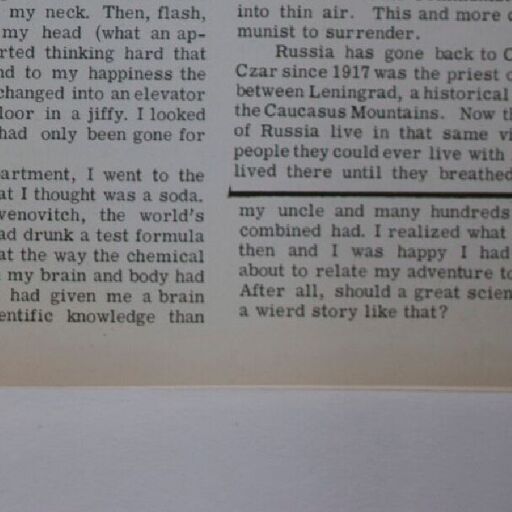 my neck. Then, flash,
my head (what an ap-
rted thinking hard that
nd to my happiness the
changed into an elevator
loor in a jiffy. I looked
had only been gone for
artment, I went to the
at I thought was a soda.
venovitch, the world's
ad drunk a test formula
at the way the chemical
my brain and body had
had given me a brain
entific knowledge than
into thin air. This and more
munist to surrender.
Russia has gone back to
Czar since 1917 was the priest
between Leningrad, a historical
the Caucasus Mountains. Now
of Russia live in that same
people they could ever live with
lived there until they breathed
my uncle and many hundreds
combined had. I realized what
then and I was happy I had
about to relate my adventure
After all, should a great scien
a wierd story like that?